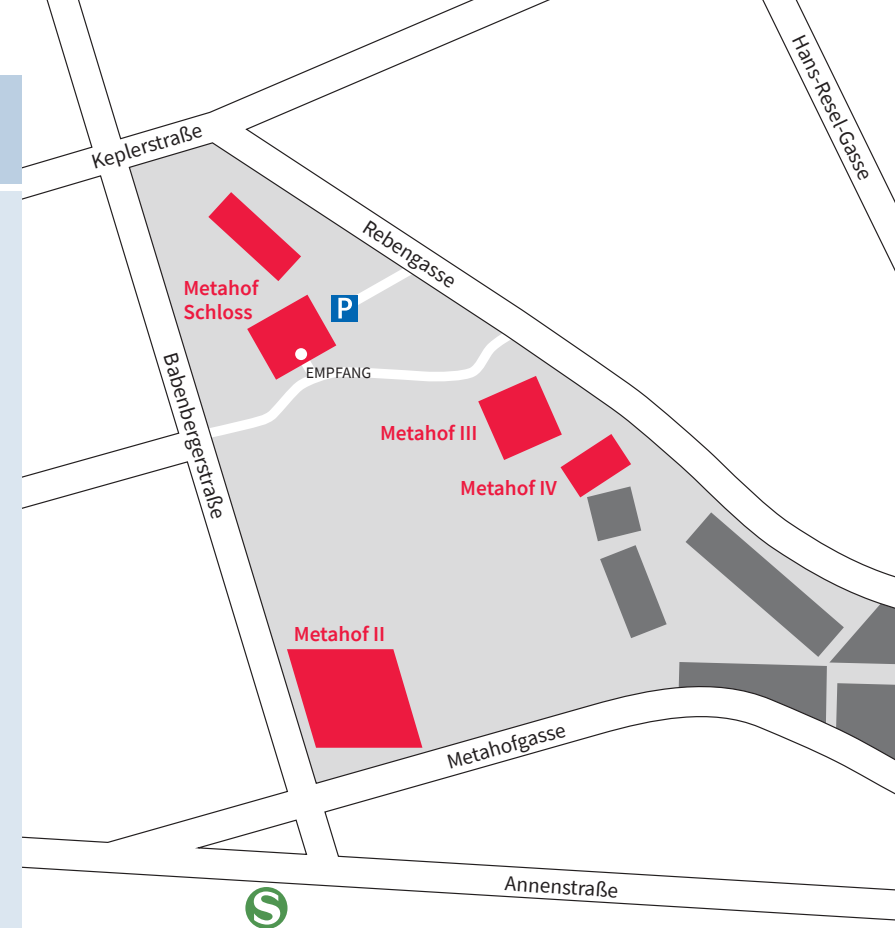 Hans-Resel-Gasse
Keplerstraße
Rebengasse
Metahof
Schloss
P
EMPFANG
Babenbergerstraße
Metahof III
Metahof IV
Metahof II
Metahofgasse
Annenstraße
S